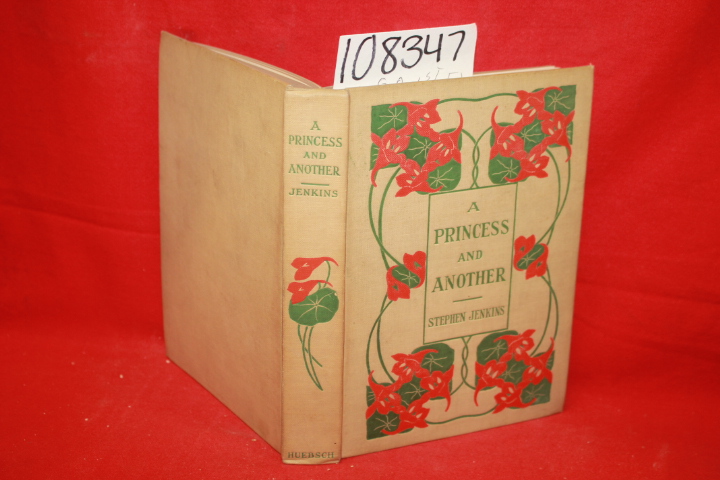 108347
A
PRINCESS
AND
ANOTHER
JENKINS
HUEBSCH
A
PRINCESS
AND
ANOTHER
STEPHEN JENKINS